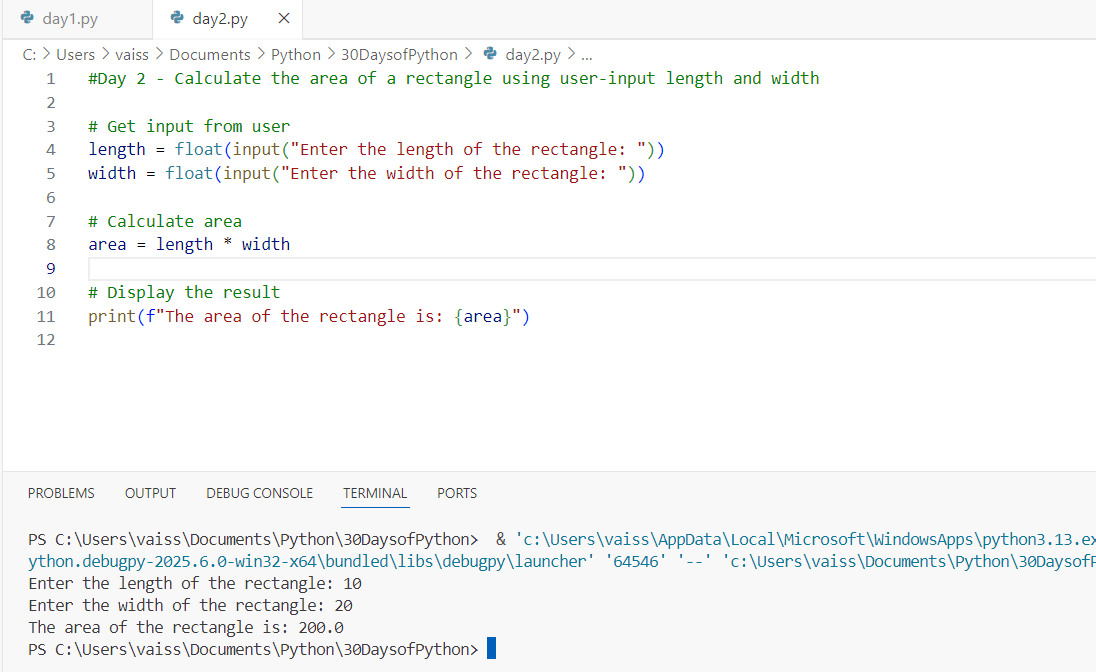 day1.py day2.py
C: > Users > vaiss > Documents > Python > 30DaysofPython > day2.py > ...
1 #Day 2 - Calculate the area of a rectangle using user-input length and width
2
3 # Get input from user
4 length = float(input("Enter the length of the rectangle: "))
5 width = float(input("Enter the width of the rectangle: "))
6
7 # Calculate area
8 area = length * width
9
10 # Display the result
11 print(f"The area of the rectangle is: {area}")
12
PROBLEMS OUTPUT DEBUG CONSOLE TERMINAL PORTS
PS C:\Users\vaiss\Documents\Python\30DaysofPython> & 'c:\Users\vaiss\AppData\Local\Microsoft\WindowsApps\python3.13.ex
ython.debugpy-2025.6.0-win32-x64\bundled\libs\debugpy\launcher' '64546' '--' 'c:\Users\vaiss\Documents\Python\30DaysofP
Enter the length of the rectangle: 10
Enter the width of the rectangle: 20
The area of the rectangle is: 200.0
PS C:\Users\vaiss\Documents\Python\30DaysofPython>